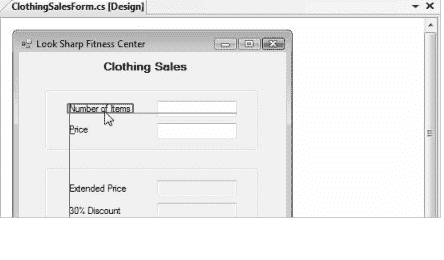 ClothingSalesForm.cs [Design]
Look Sharp Fitness Center
Clothing Sales
Number of Items
Price
Extended Price
30% Discount